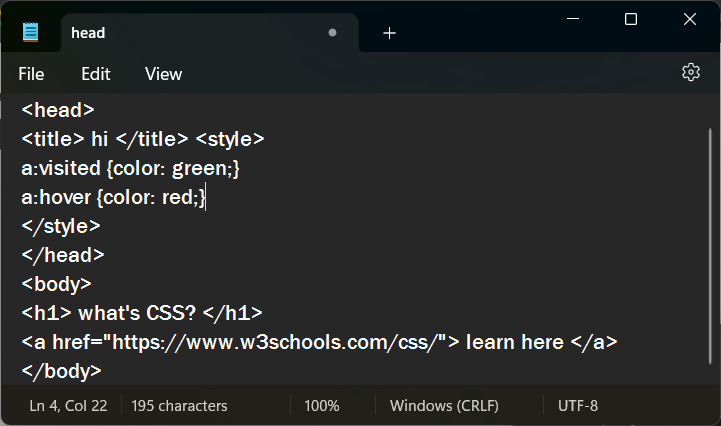 head
File Edit View
<head>
<title> hi </title> <style>
a:visited {color: green;}
a:hover {color: red;}
</style>
</head>
<body>
<h1> what's CSS? </h1>
<a href="https://www.w3schools.com/css/"> learn here </a>
</body>
Ln 4, Col 22 195 characters 100% Windows (CRLF) UTF-8